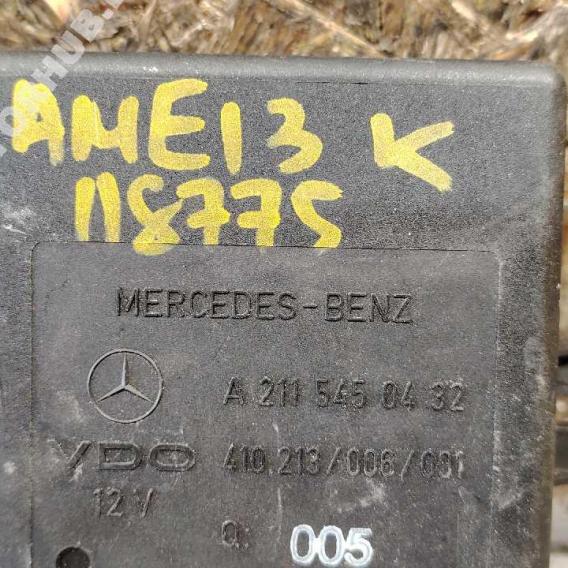 AME13 K
118775
MERCEDES-BENZ
A 211 545 04 32
VDO 410.213/006/001
12 V
Q 005